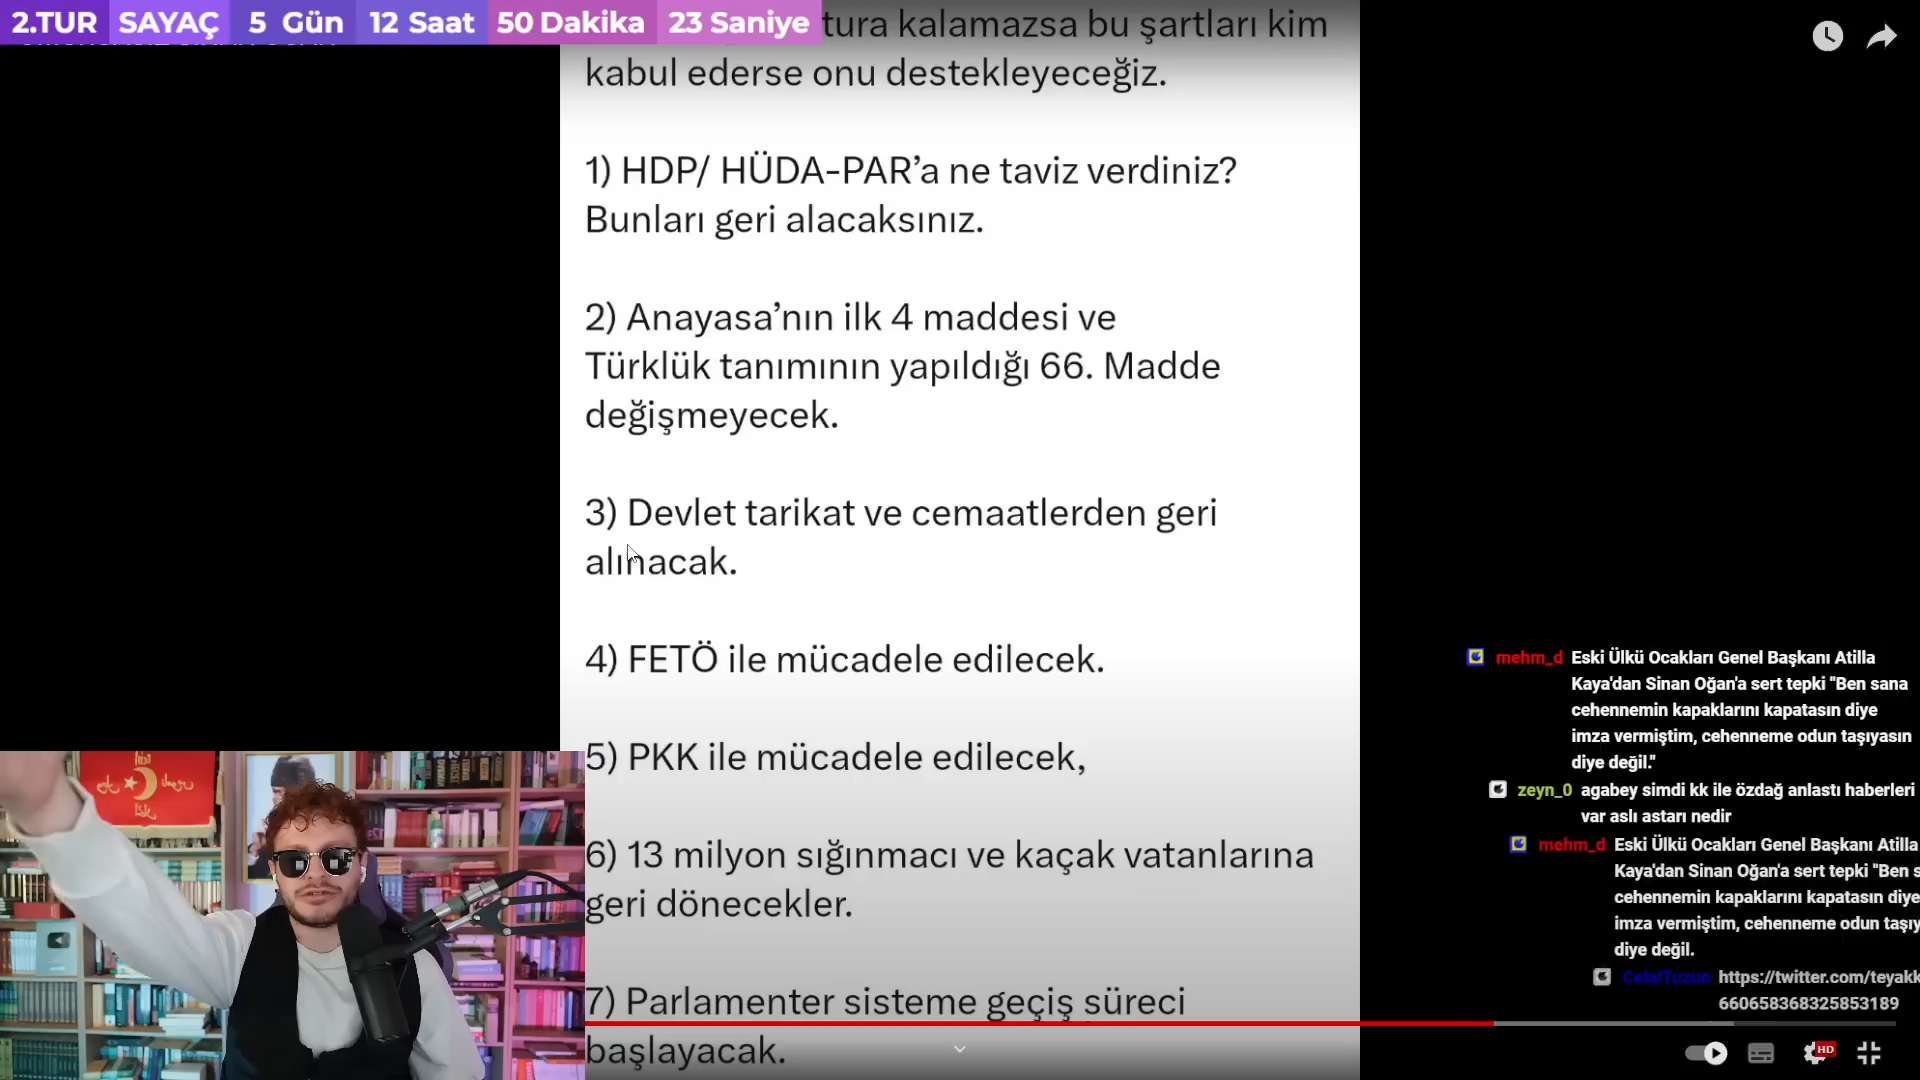 2.TUR SAYAÇ 5 Gün 12 Saat 50 Dakika 23 Saniye
tura kalamazsa bu şartları kim
kabul ederse onu destekleyeceğiz.
1) HDP/ HÜDA-PAR’a ne taviz verdiniz?
Bunları geri alacaksınız.
2) Anayasa’nın ilk 4 maddesi ve
Türklük tanımının yapıldığı 66. Madde
değişmeyecek.
3) Devlet tarikat ve cemaatlerden geri
alınacak.
4) FETÖ ile mücadele edilecek.
5) PKK ile mücadele edilecek,
6) 13 milyon sığınmacı ve kaçak vatanlarına
geri dönecekler.
7) Parlamenter sisteme geçiş süreci
başlayacak.
mehm_d Eski Ülkü Ocakları Genel Başkanı Atilla
Kaya'dan Sinan Oğan'a sert tepki "Ben sana
cehennemin kapaklarını kapatasın diye
imza vermiştim, cehenneme odun taşıyasın
diye değil."
zeyn_0 agabey simdi kk ile özdağ anlastı haberleri
var aslı astarı nedir
mehm_d Eski Ülkü Ocakları Genel Başkanı Atilla
Kaya'dan Sinan Oğan'a sert tepki "Ben s
cehennemin kapaklarını kapatasın diye
imza vermiştim, cehenneme odun taşıy
diye değil.
CelalTuzun https://twitter.com/teyakk
660658368325853189
HD